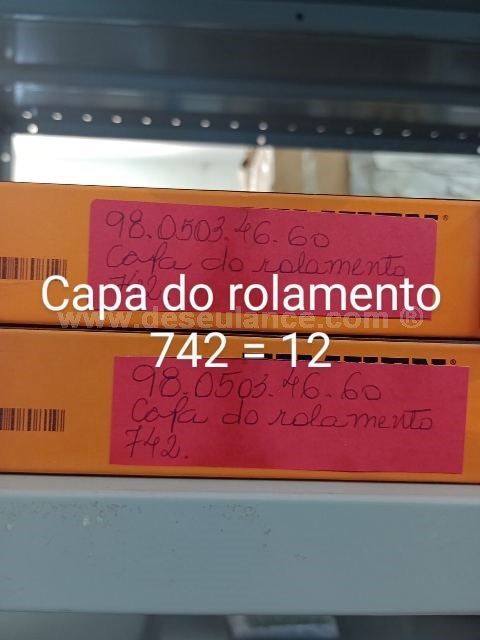 98.0503.46.60
Capa do rolamento
742
Capa do rolamento
www.deseulance.com ®
742 = 12
98.0503.46.60
Capa do rolamento
742.